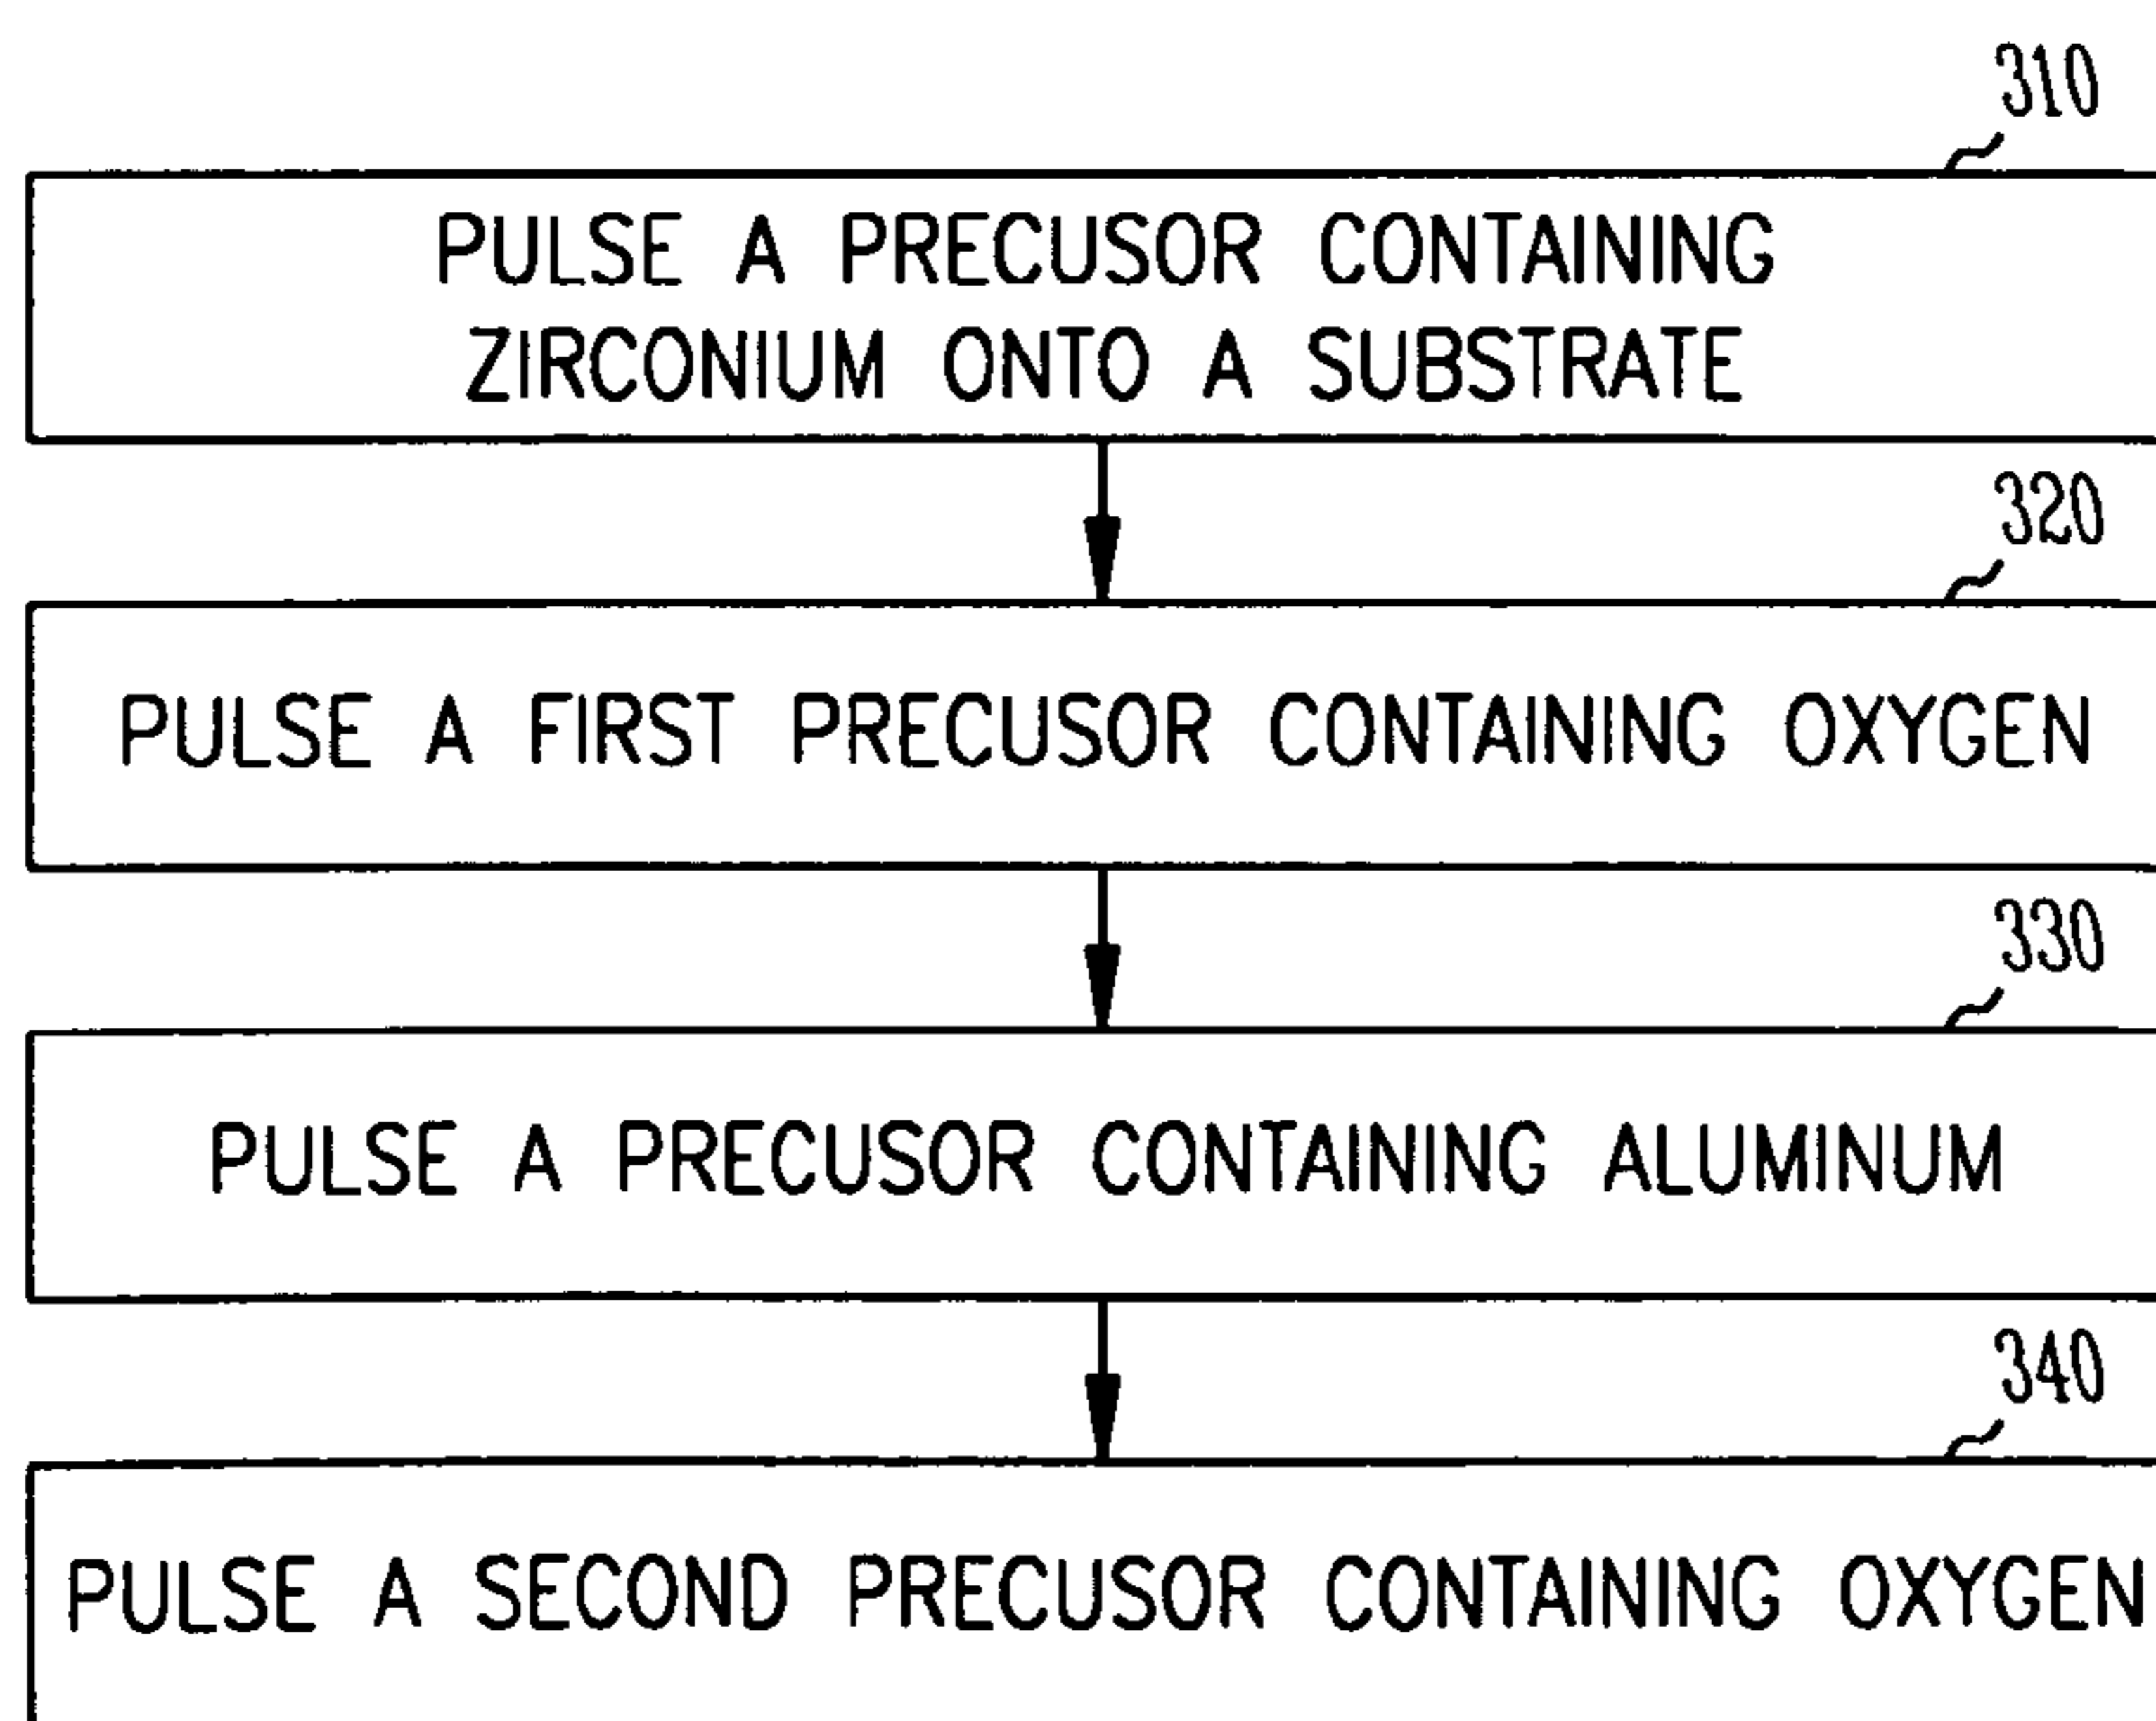 310
PULSE A PRECUSOR CONTAINING
ZIRCONIUM ONTO A SUBSTRATE
320
PULSE A FIRST PRECUSOR CONTAINING OXYGEN
330
PULSE A PRECUSOR CONTAINING ALUMINUM
340
PULSE A SECOND PRECUSOR CONTAINING OXYGEN